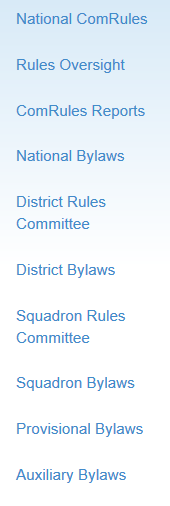 National ComRules
Rules Oversight
ComRules Reports
National Bylaws
District Rules
Committee
District Bylaws
Squadron Rules
Committee
Squadron Bylaws
Provisional Bylaws
Auxiliary Bylaws